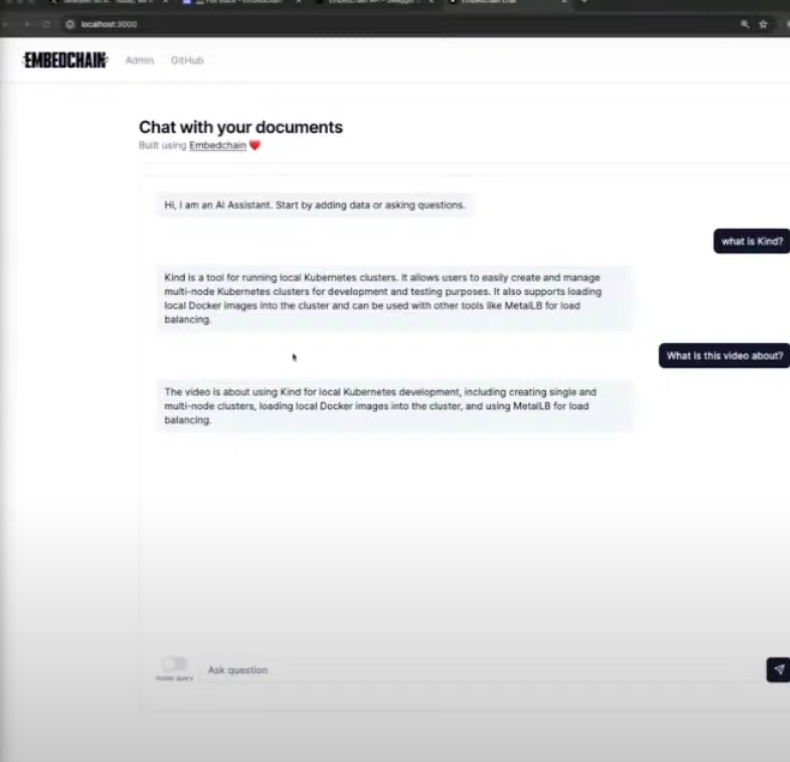 localhost:3000
EMBEDCHAIN Admin GitHub
Chat with your documents
Built using Embedchain ❤️
Hi, I am an AI Assistant. Start by adding data or asking questions.
what is Kind?
Kind is a tool for running local Kubernetes clusters. It allows users to easily create and manage
multi-node Kubernetes clusters for development and testing purposes. It also supports loading
local Docker images into the cluster and can be used with other tools like MetalLB for load
balancing.
What is this video about?
The video is about using Kind for local Kubernetes development, including creating single and
multi-node clusters, loading local Docker images into the cluster, and using MetalLB for load
balancing.
Ask question